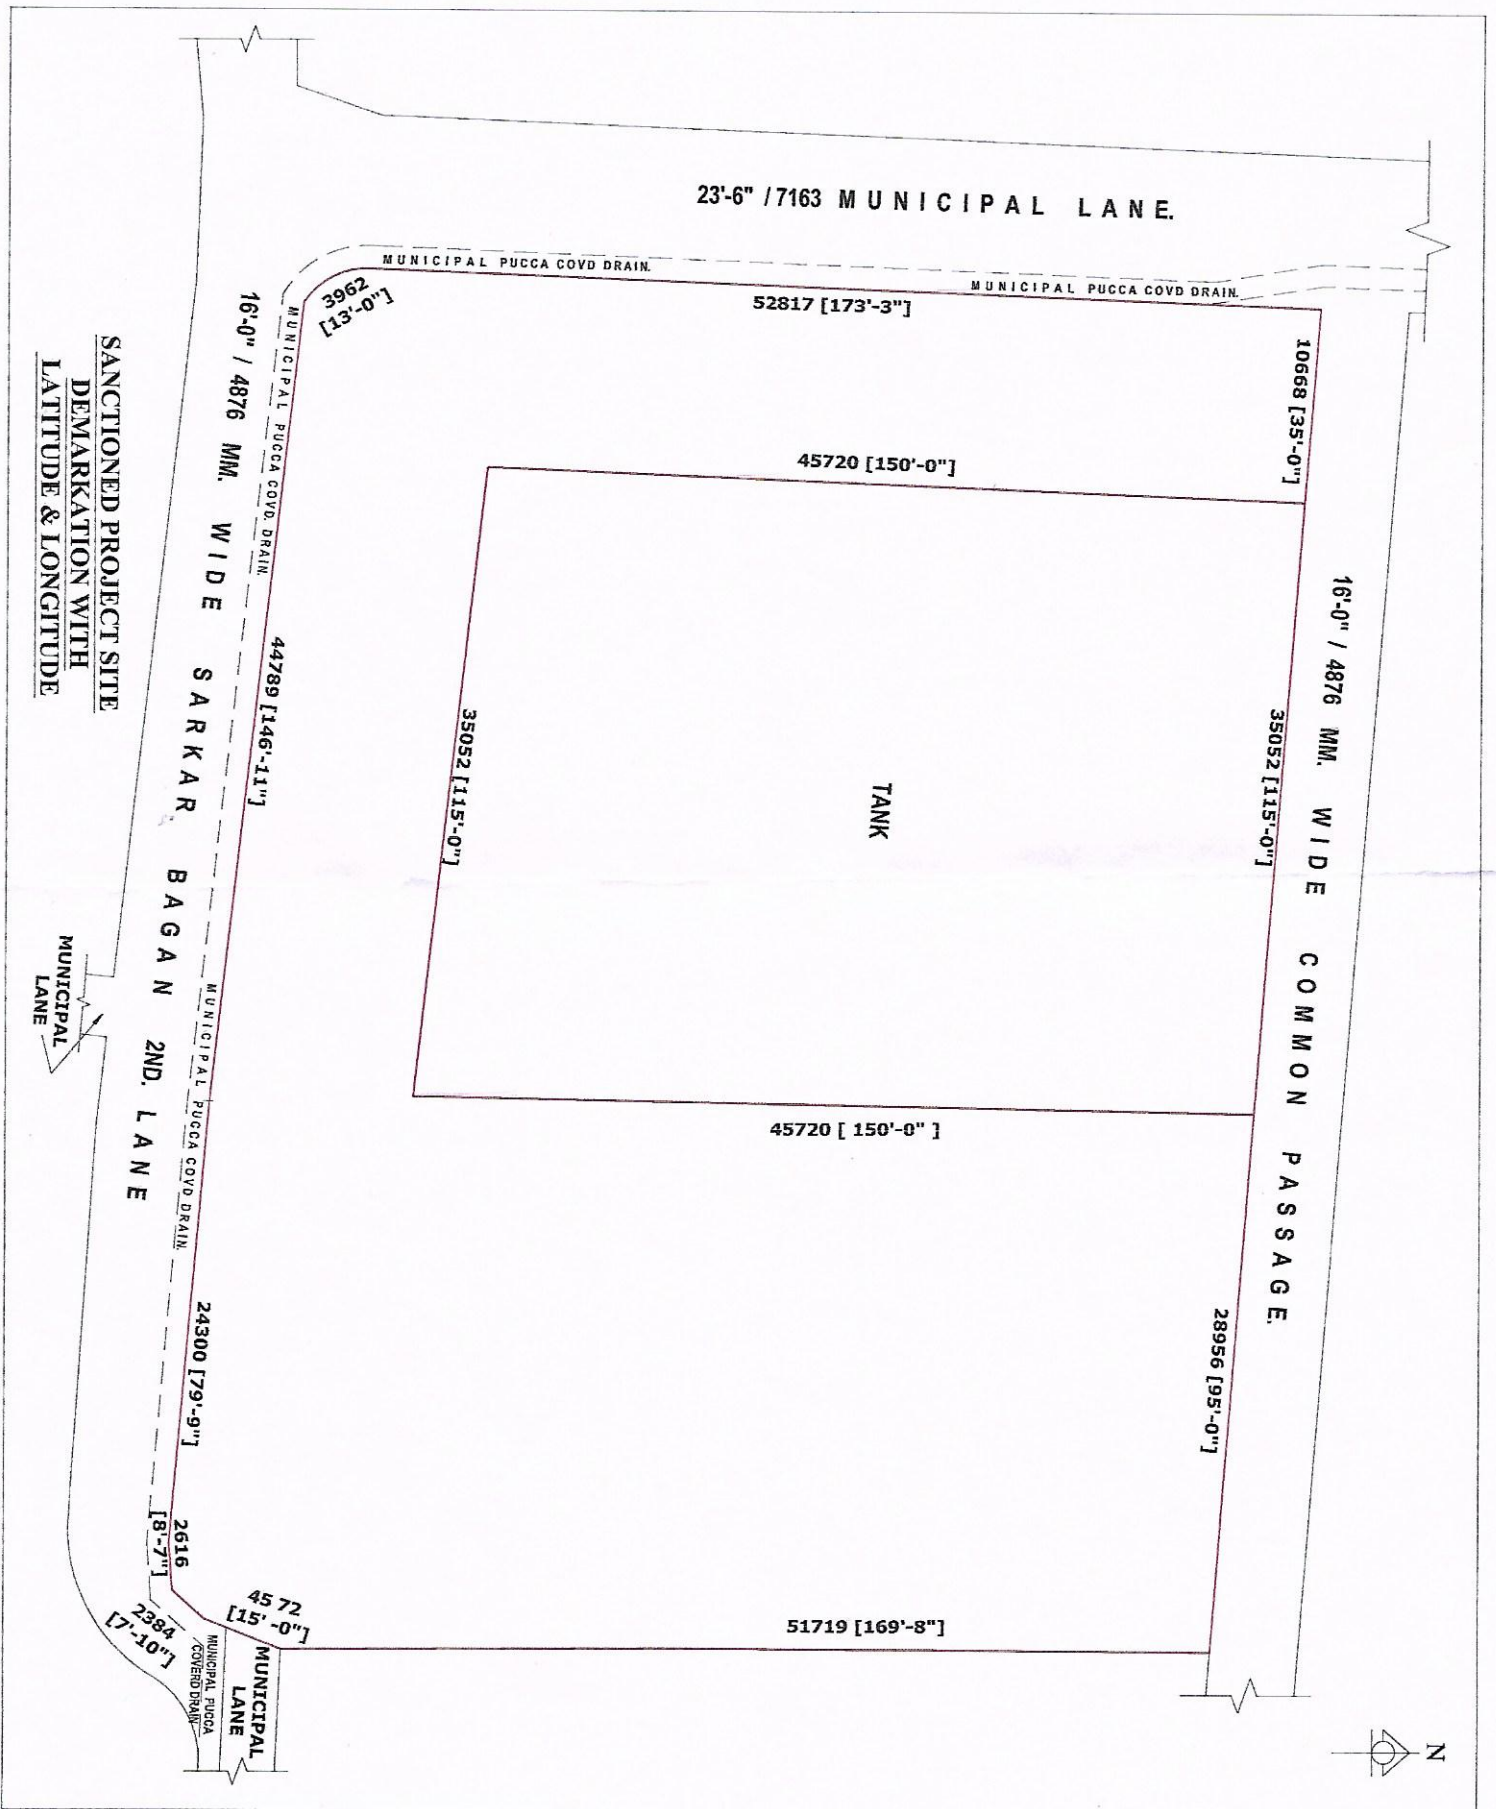 23'-6" / 7163 MUNICIPAL LANE.
MUNICIPAL PUCCA COVD DRAIN.
MUNICIPAL PUCCA COVD DRAIN.
52817 [173'-3"]
3962
[13'-0"]
10668 [35'-0"]
45720 [150'-0"]
16'-0" / 4876 MM. WIDE COMMON PASSAGE.
35052 [115'-0"]
TANK
35052 [115'-0"]
45720 [ 150'-0" ]
28956 [95'-0"]
51719 [169'-8"]
MUNICIPAL PUCCA COVD. DRAIN.
44789 [146'-11"]
16'-0" / 4876 MM. WIDE SARKAR, BAGAN 2ND. LANE
MUNICIPAL PUCCA COVD DRAIN.
24300 [79'-9"]
2616
[8'-7"]
2384
[7'-10"]
45 72
[15' -0"]
MUNICIPAL PUCCA
COVERD DRAIN
MUNICIPAL
LANE
MUNICIPAL
LANE
SANCTIONED PROJECT SITE
DEMARKATION WITH
LATITUDE & LONGITUDE
N